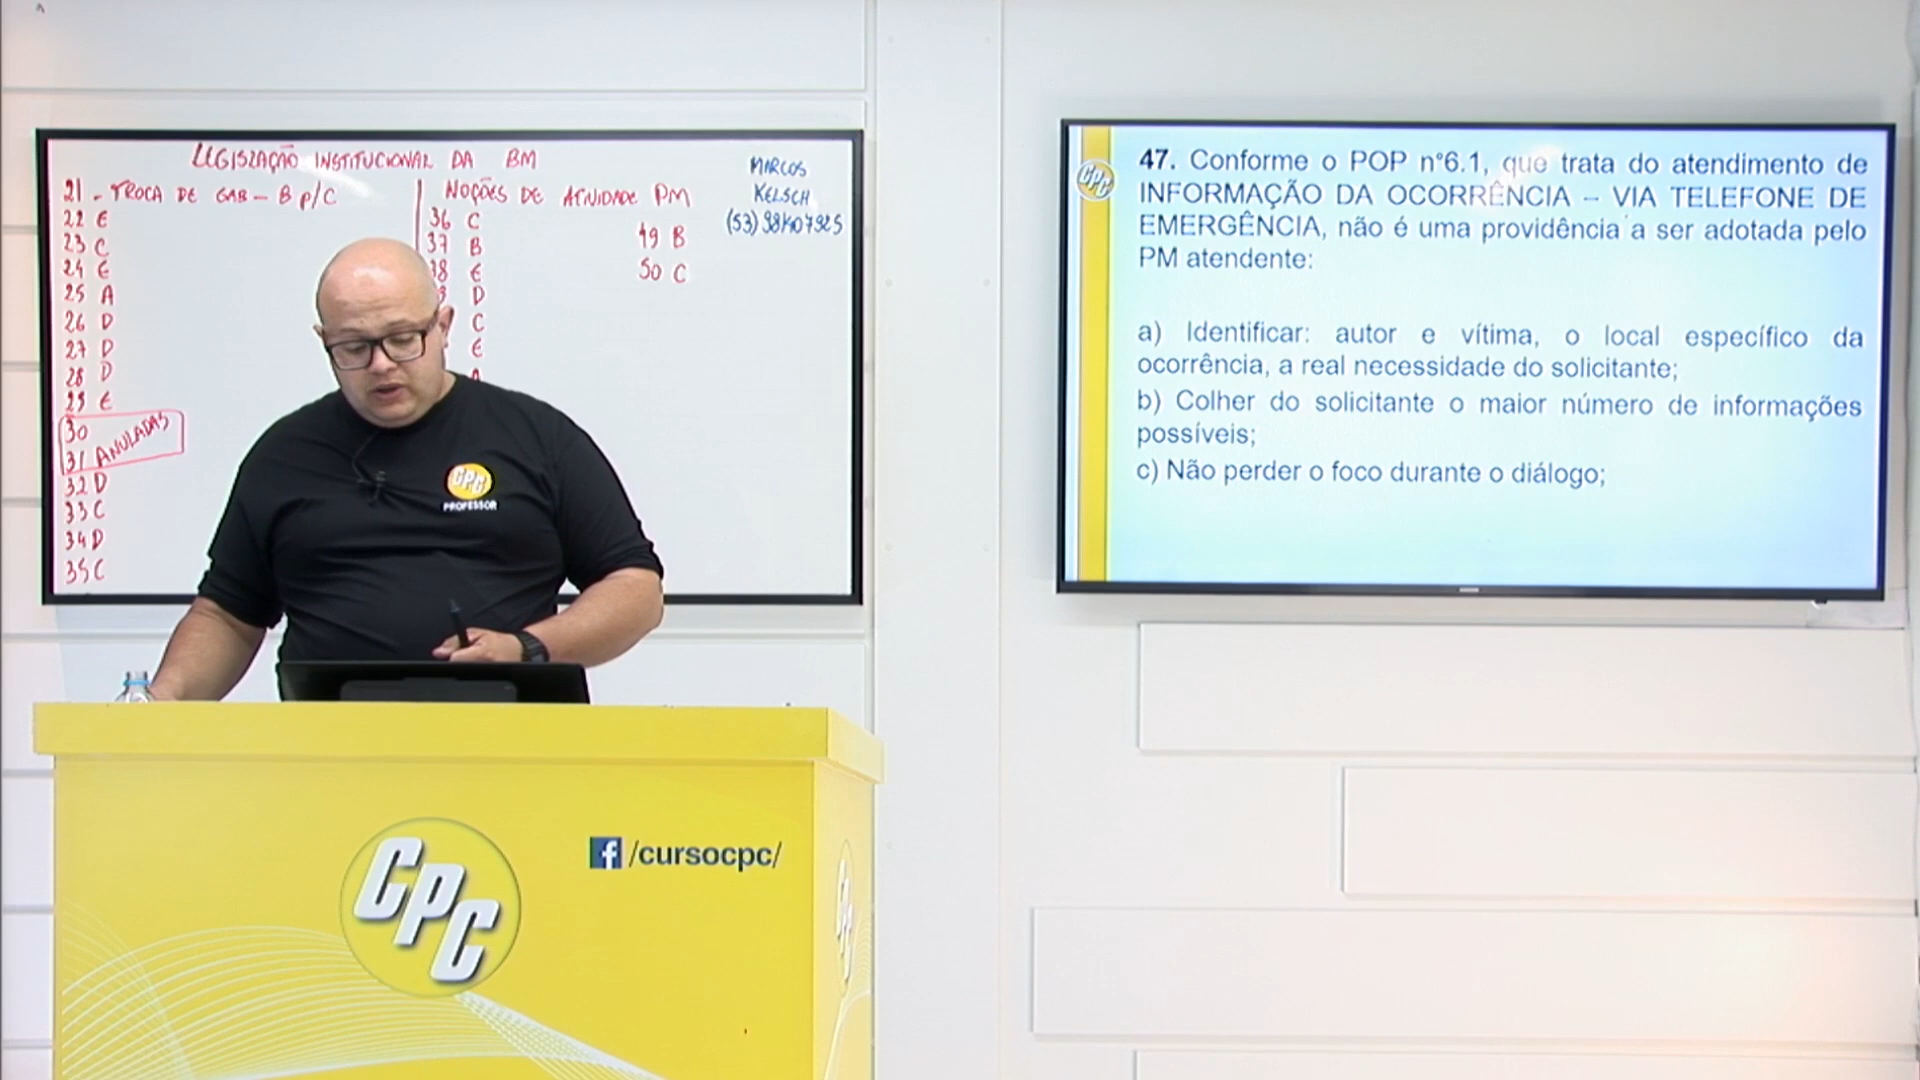 LEGISLAÇÃO INSTITUCIONAL DA BM
21 - TROCA DE GAB - B p/C
22 E
23 C
24 E
25 A
26 D
27 D
28 D
29 E
30
31 ANULADAS
32 D
33 C
34 D
35 C
NOÇÕES DE ATIVIDADE PM
36 C
37 B
38 E
D
C
E
49 B
50 C
MARCOS
KELSCH
47. Conforme o POP n°6.1, que trata do atendimento de
INFORMAÇÃO DA OCORRÊNCIA – VIA TELEFONE DE
EMERGÊNCIA, não é uma providência a ser adotada pelo
PM atendente:
a) Identificar: autor e vítima, o local específico da
ocorrência, a real necessidade do solicitante;
b) Colher do solicitante o maior número de informações
possíveis;
c) Não perder o foco durante o diálogo;
CPC
CPC
PROFESSOR
CPC
f/cursocpc/